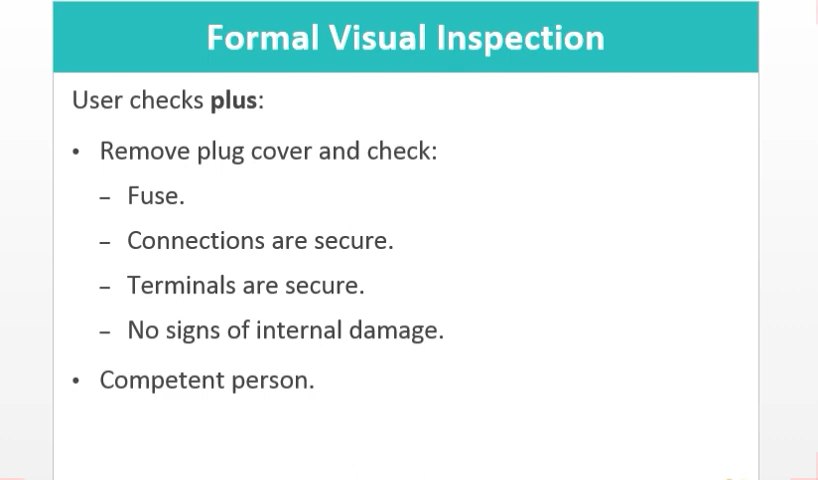 Formal Visual Inspection
User checks plus:
• Remove plug cover and check:
– Fuse.
– Connections are secure.
– Terminals are secure.
– No signs of internal damage.
• Competent person.